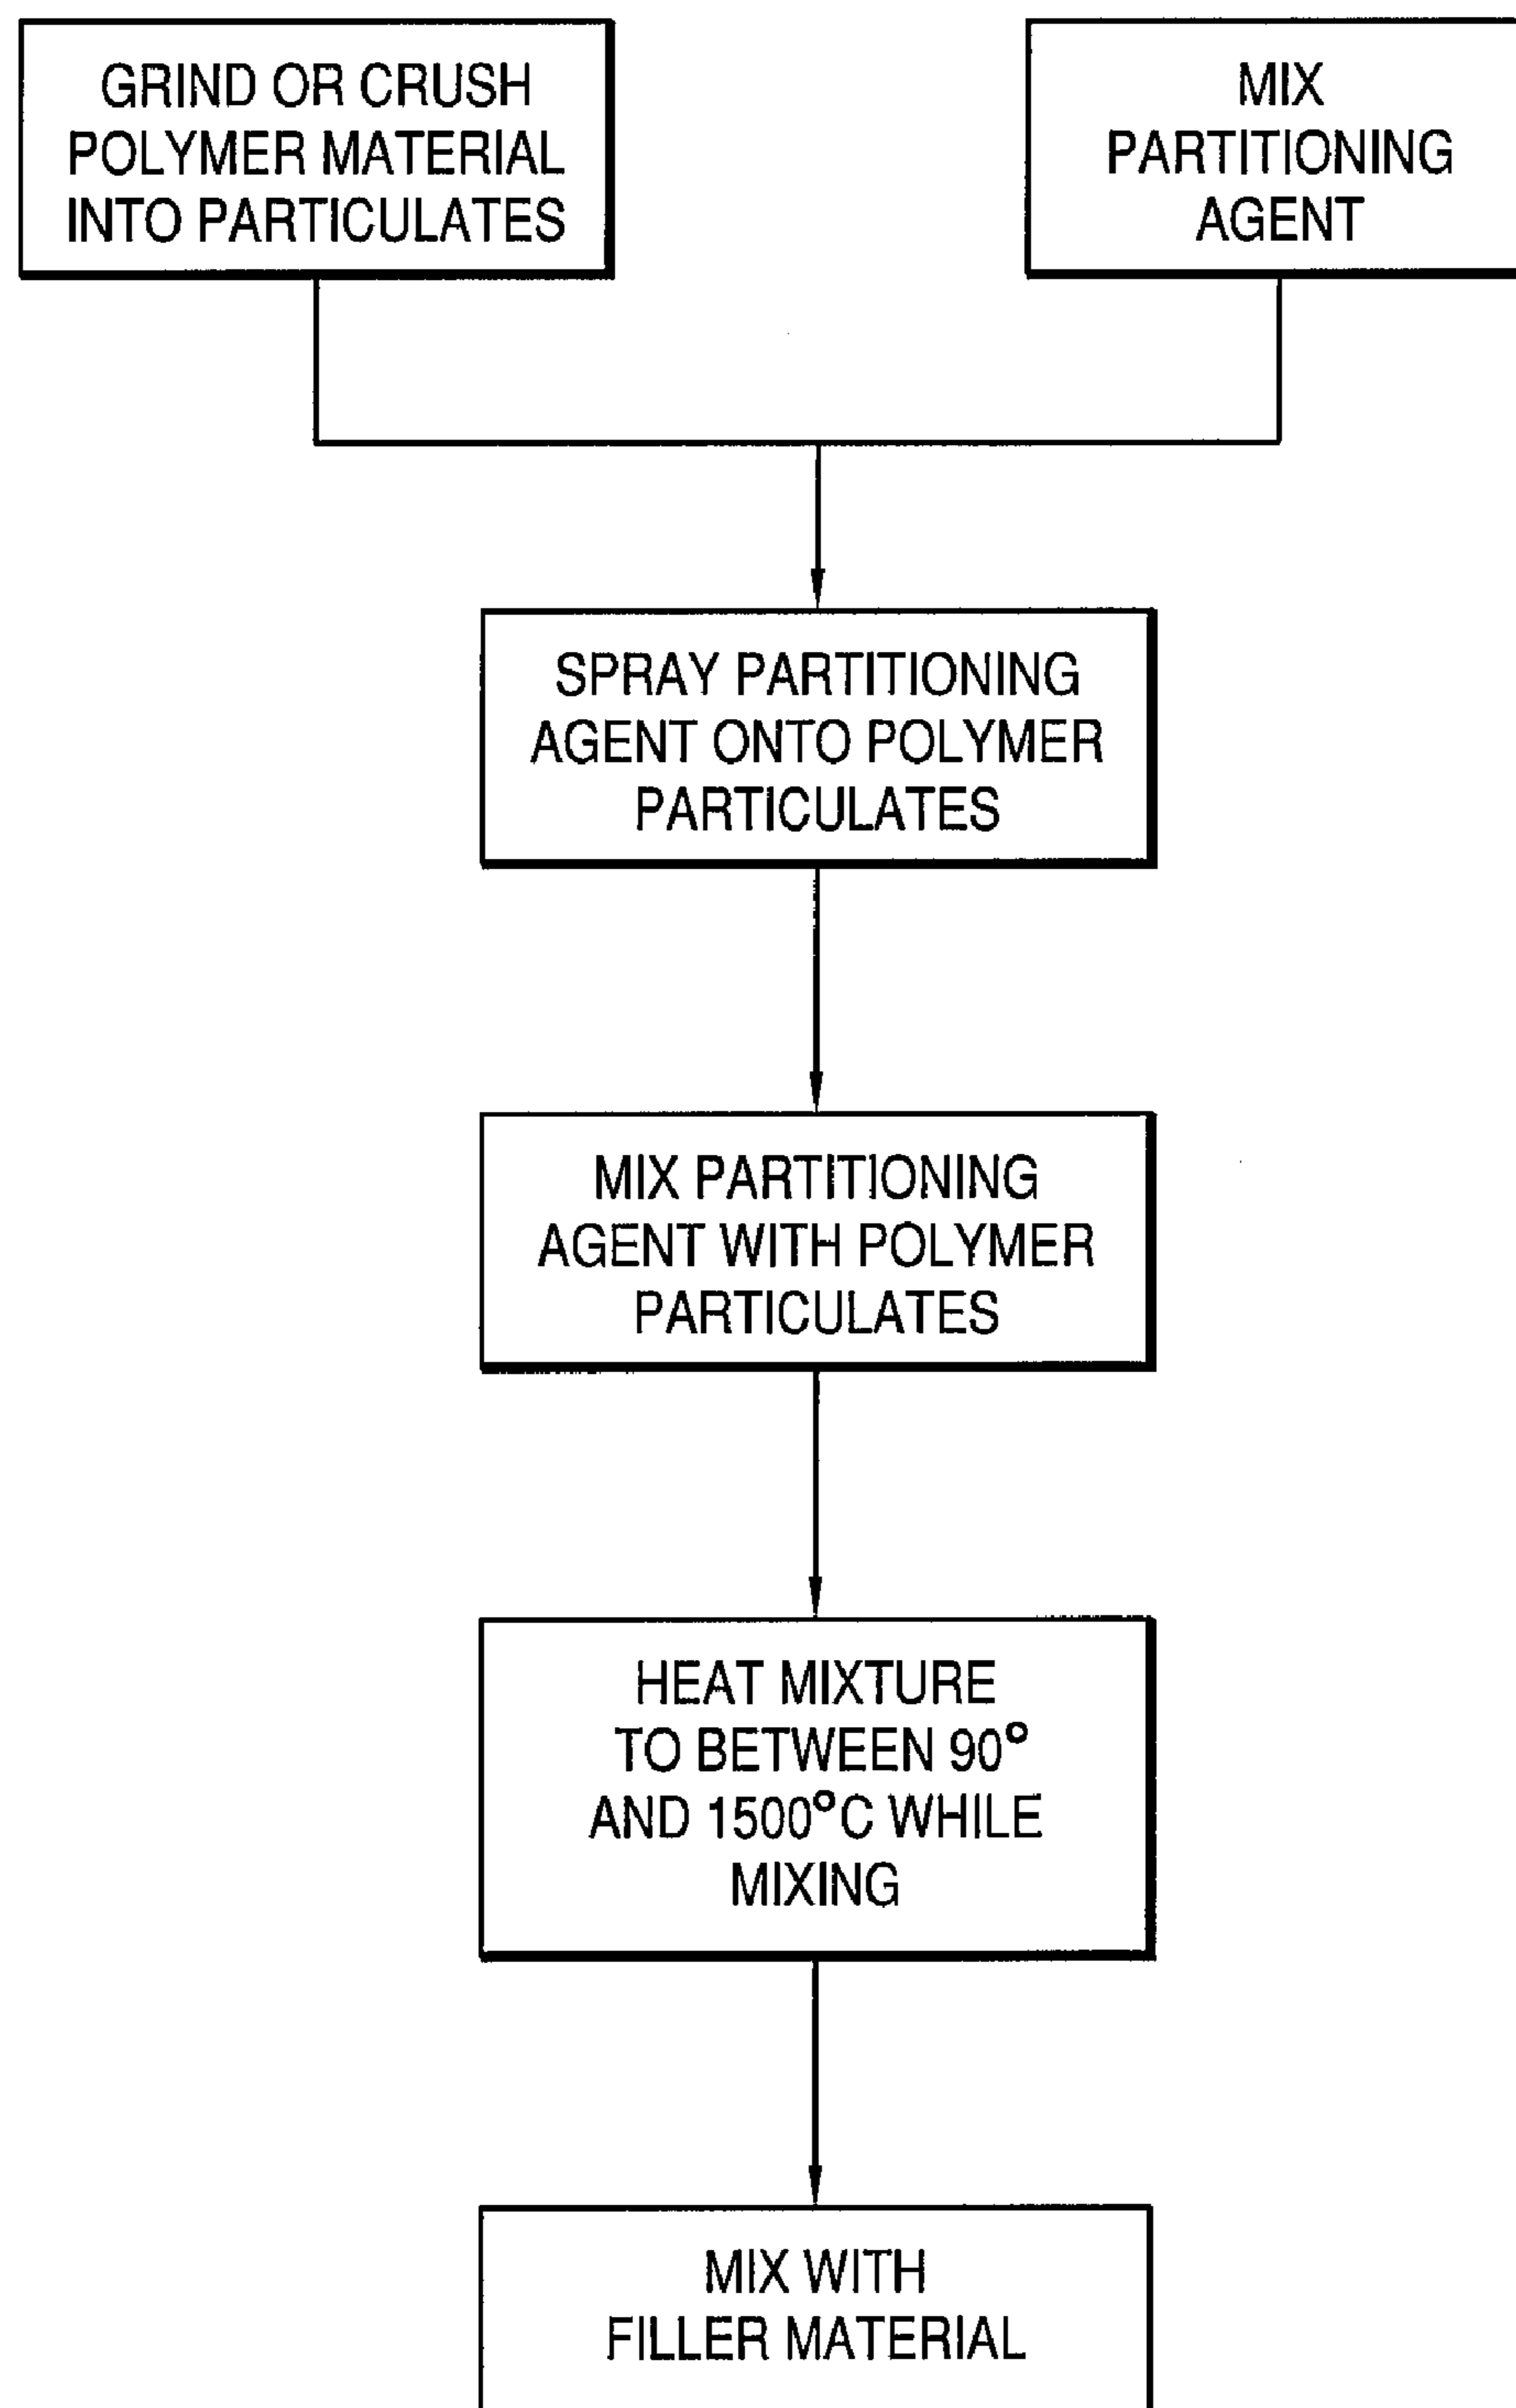 GRIND OR CRUSH
POLYMER MATERIAL
INTO PARTICULATES
MIX
PARTITIONING
AGENT
SPRAY PARTITIONING
AGENT ONTO POLYMER
PARTICULATES
MIX PARTITIONING
AGENT WITH POLYMER
PARTICULATES
HEAT MIXTURE
TO BETWEEN 90°
AND 1500°C WHILE
MIXING
MIX WITH
FILLER MATERIAL